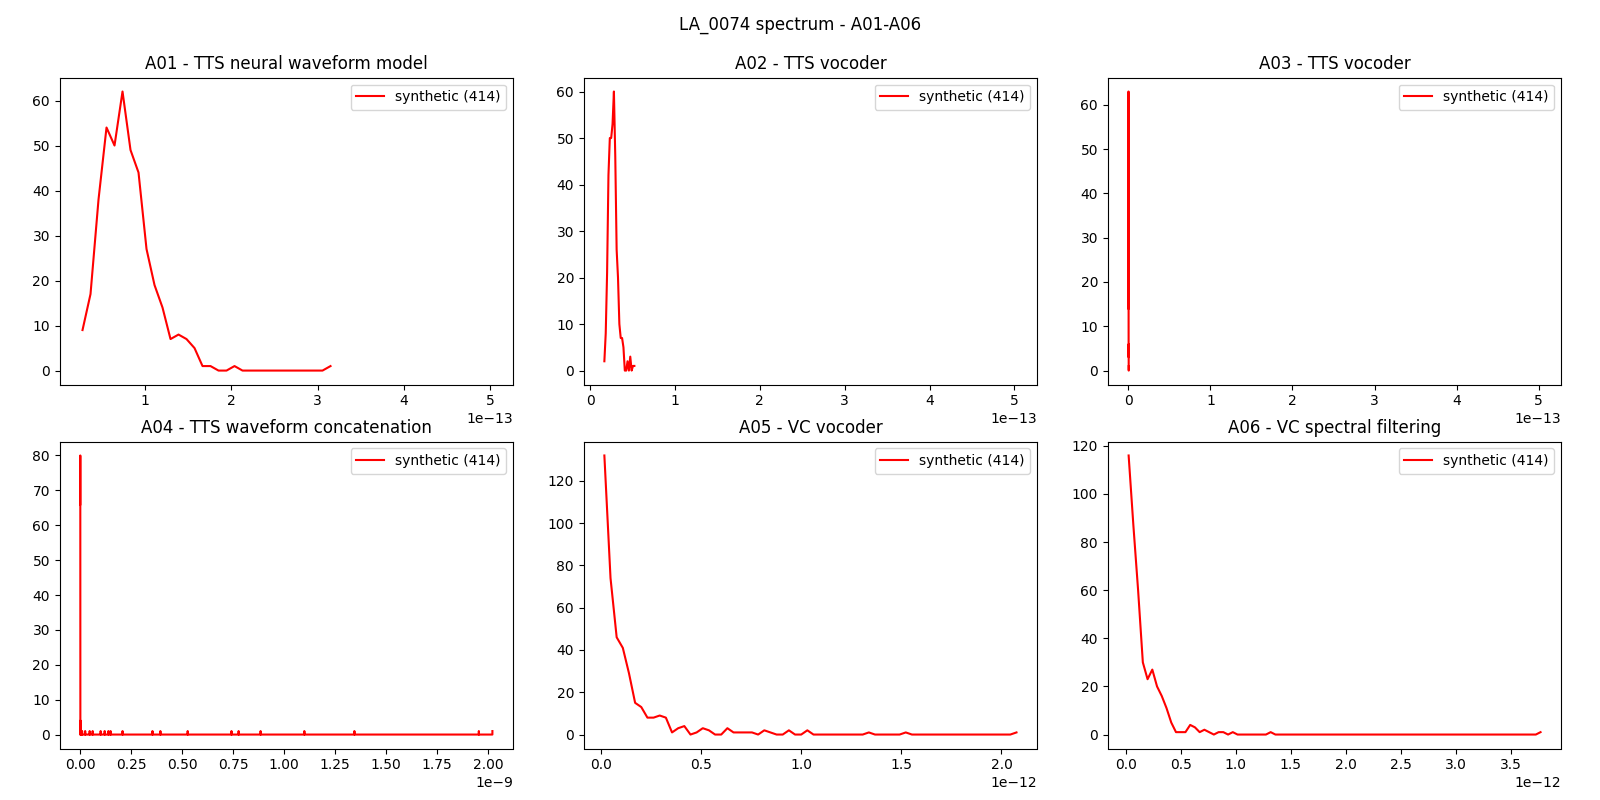 LA_0074 spectrum - A01-A06
A01 - TTS neural waveform model
synthetic (414)
60
50
40
30
20
10
0
1 2 3 4 5
1e−13
A02 - TTS vocoder
synthetic (414)
60
50
40
30
20
10
0
0 1 2 3 4 5
1e−13
A03 - TTS vocoder
synthetic (414)
60
50
40
30
20
10
0
0 1 2 3 4 5
1e−13
A04 - TTS waveform concatenation
synthetic (414)
80
70
60
50
40
30
20
10
0
0.00 0.25 0.50 0.75 1.00 1.25 1.50 1.75 2.00
1e−9
A05 - VC vocoder
synthetic (414)
120
100
80
60
40
20
0
0.0 0.5 1.0 1.5 2.0
1e−12
A06 - VC spectral filtering
synthetic (414)
120
100
80
60
40
20
0
0.0 0.5 1.0 1.5 2.0 2.5 3.0 3.5
1e−12